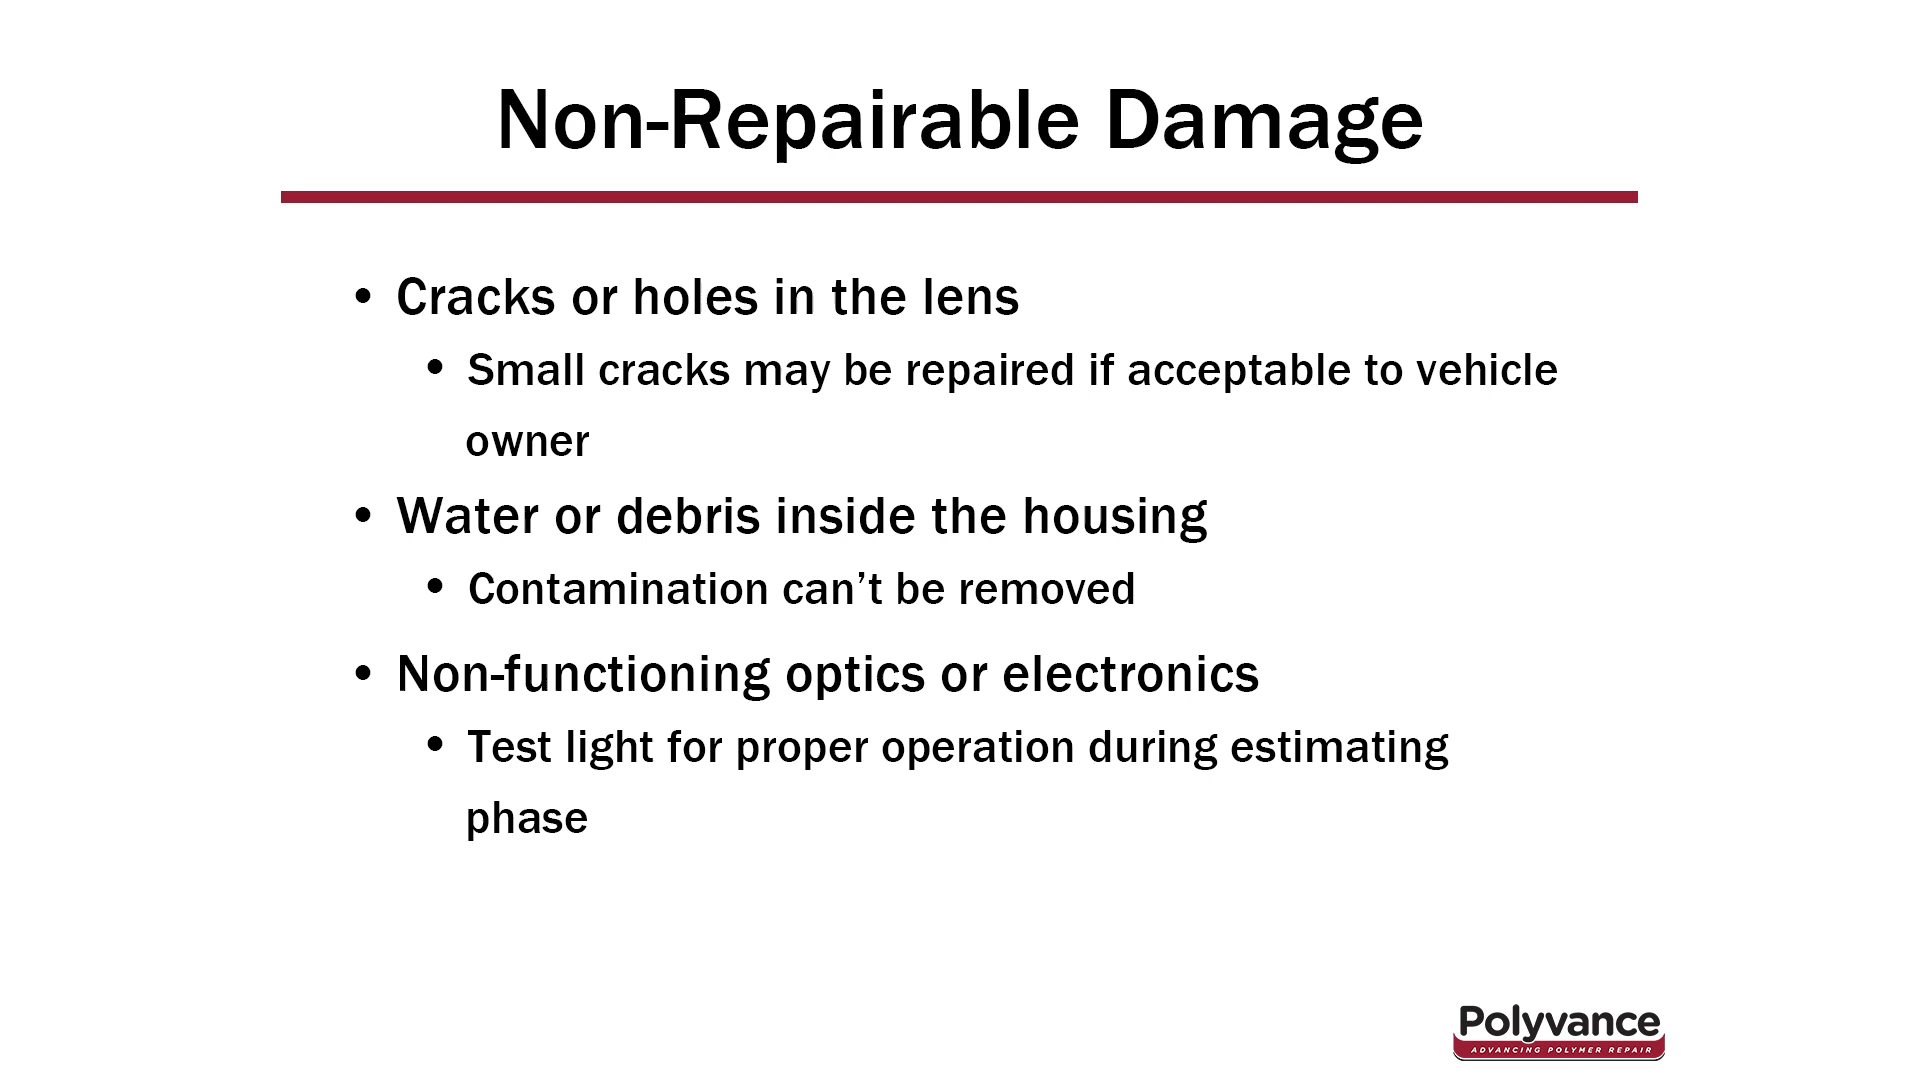 Non-Repairable Damage
• Cracks or holes in the lens
• Small cracks may be repaired if acceptable to vehicle
owner
• Water or debris inside the housing
• Contamination can’t be removed
• Non-functioning optics or electronics
• Test light for proper operation during estimating
phase
Polyvance
ADVANCING POLYMER REPAIR